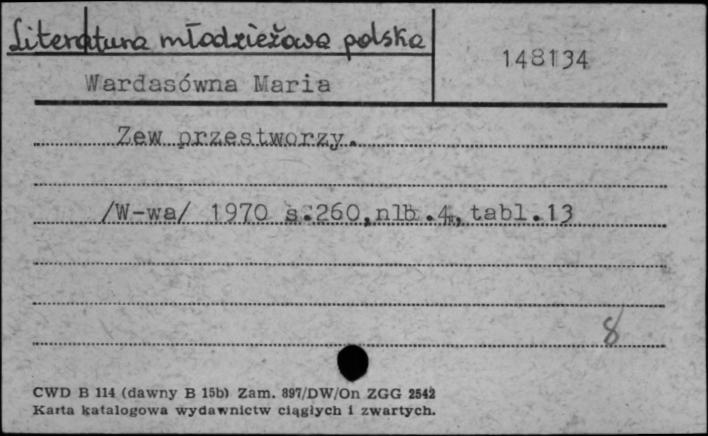 Literatura młodzieżowa polska
148134
Wardasówna Maria
Zew przestworzy.
/W-wa/ 1970 s.260,nlb.4, tabl.13
8
CWD B 114 (dawny B 15b) Zam. 897/DW/On ZGG 2542
Karta katalogowa wydawnictw ciągłych i zwartych.